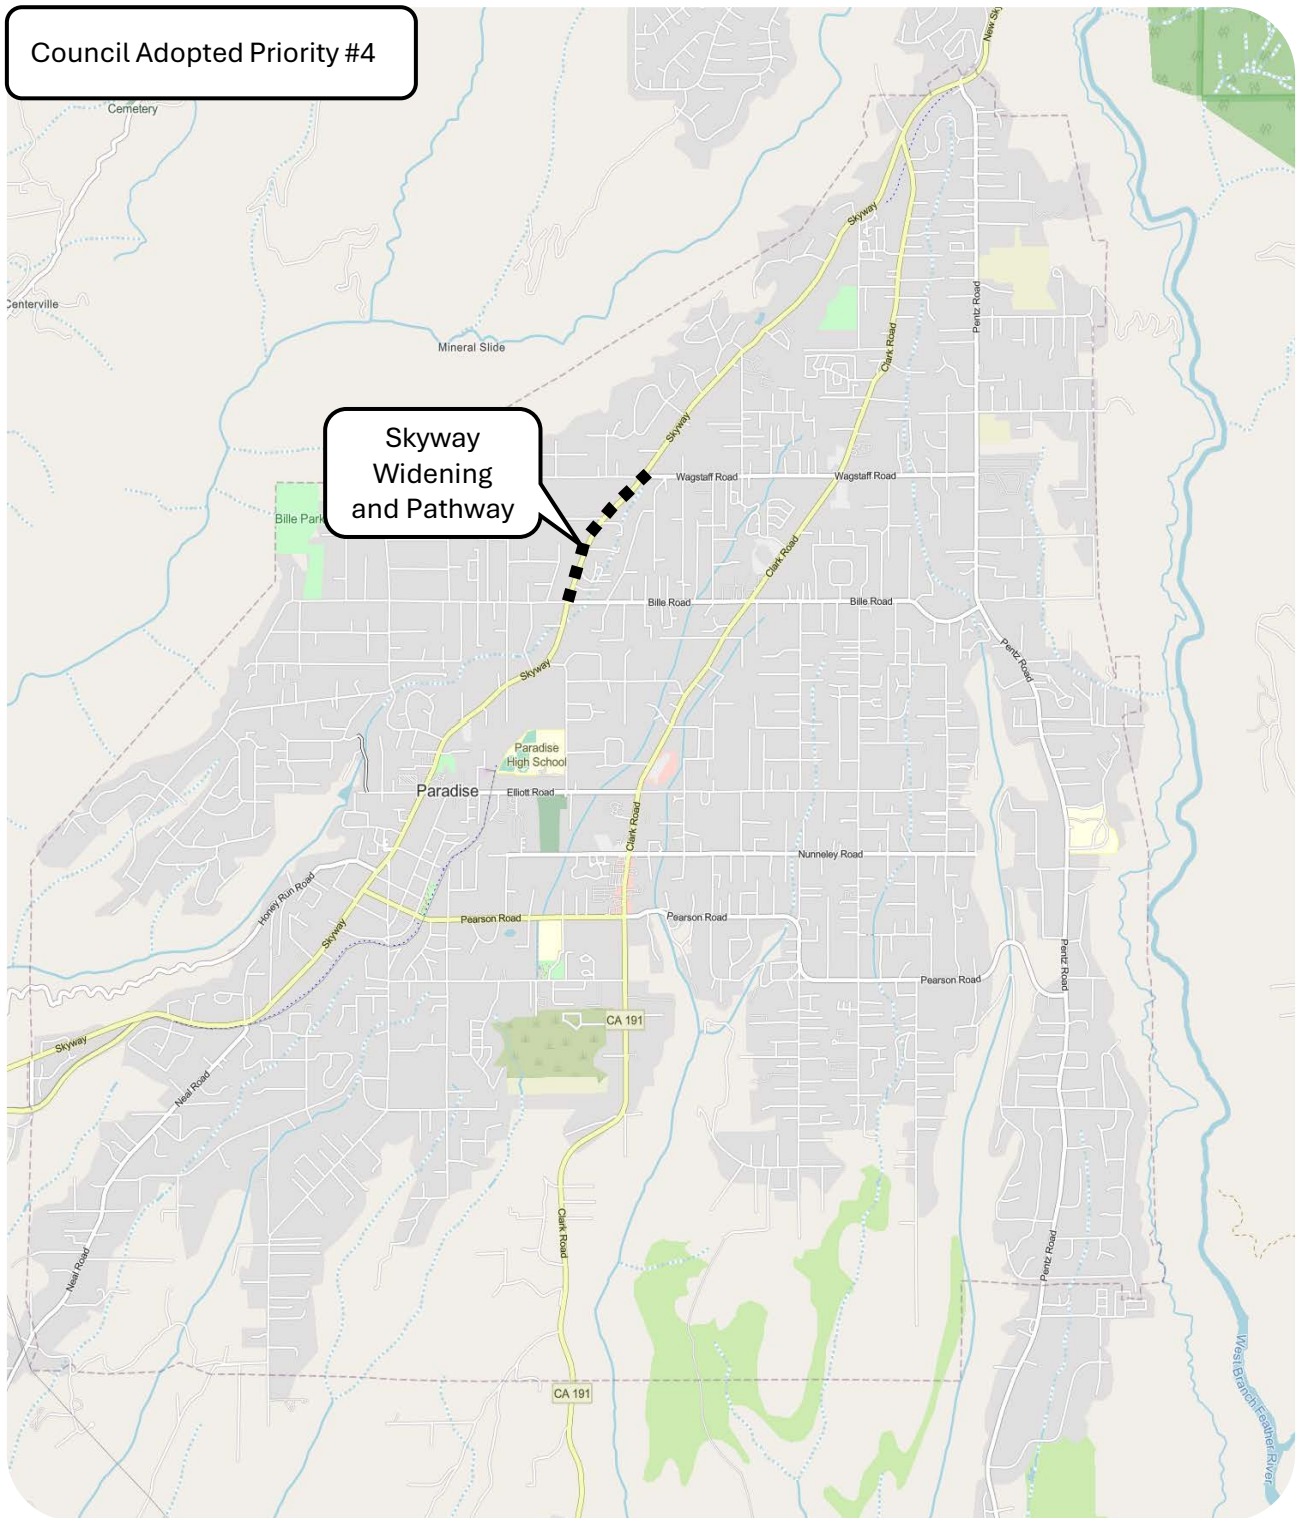 Council Adopted Priority #4
New Sky
Cemetery
Skyway
Pentz Road
Centerville
Clark Road
Mineral Slide
Skyway
Skyway
Widening
and Pathway
Wagstaff Road
Wagstaff Road
Bille Park
Clark Road
Bille Road
Bille Road
Pentz Road
Skyway
Paradise
High School
Paradise
Elliott Road
Clark Road
Nunneley Road
Honey Run Road
Pearson Road
Pearson Road
Skyway
Pentz Road
Pearson Road
CA 191
Skyway
Neal Road
Clark Road
Pentz Road
Neal Road
CA 191
West Branch Feather River